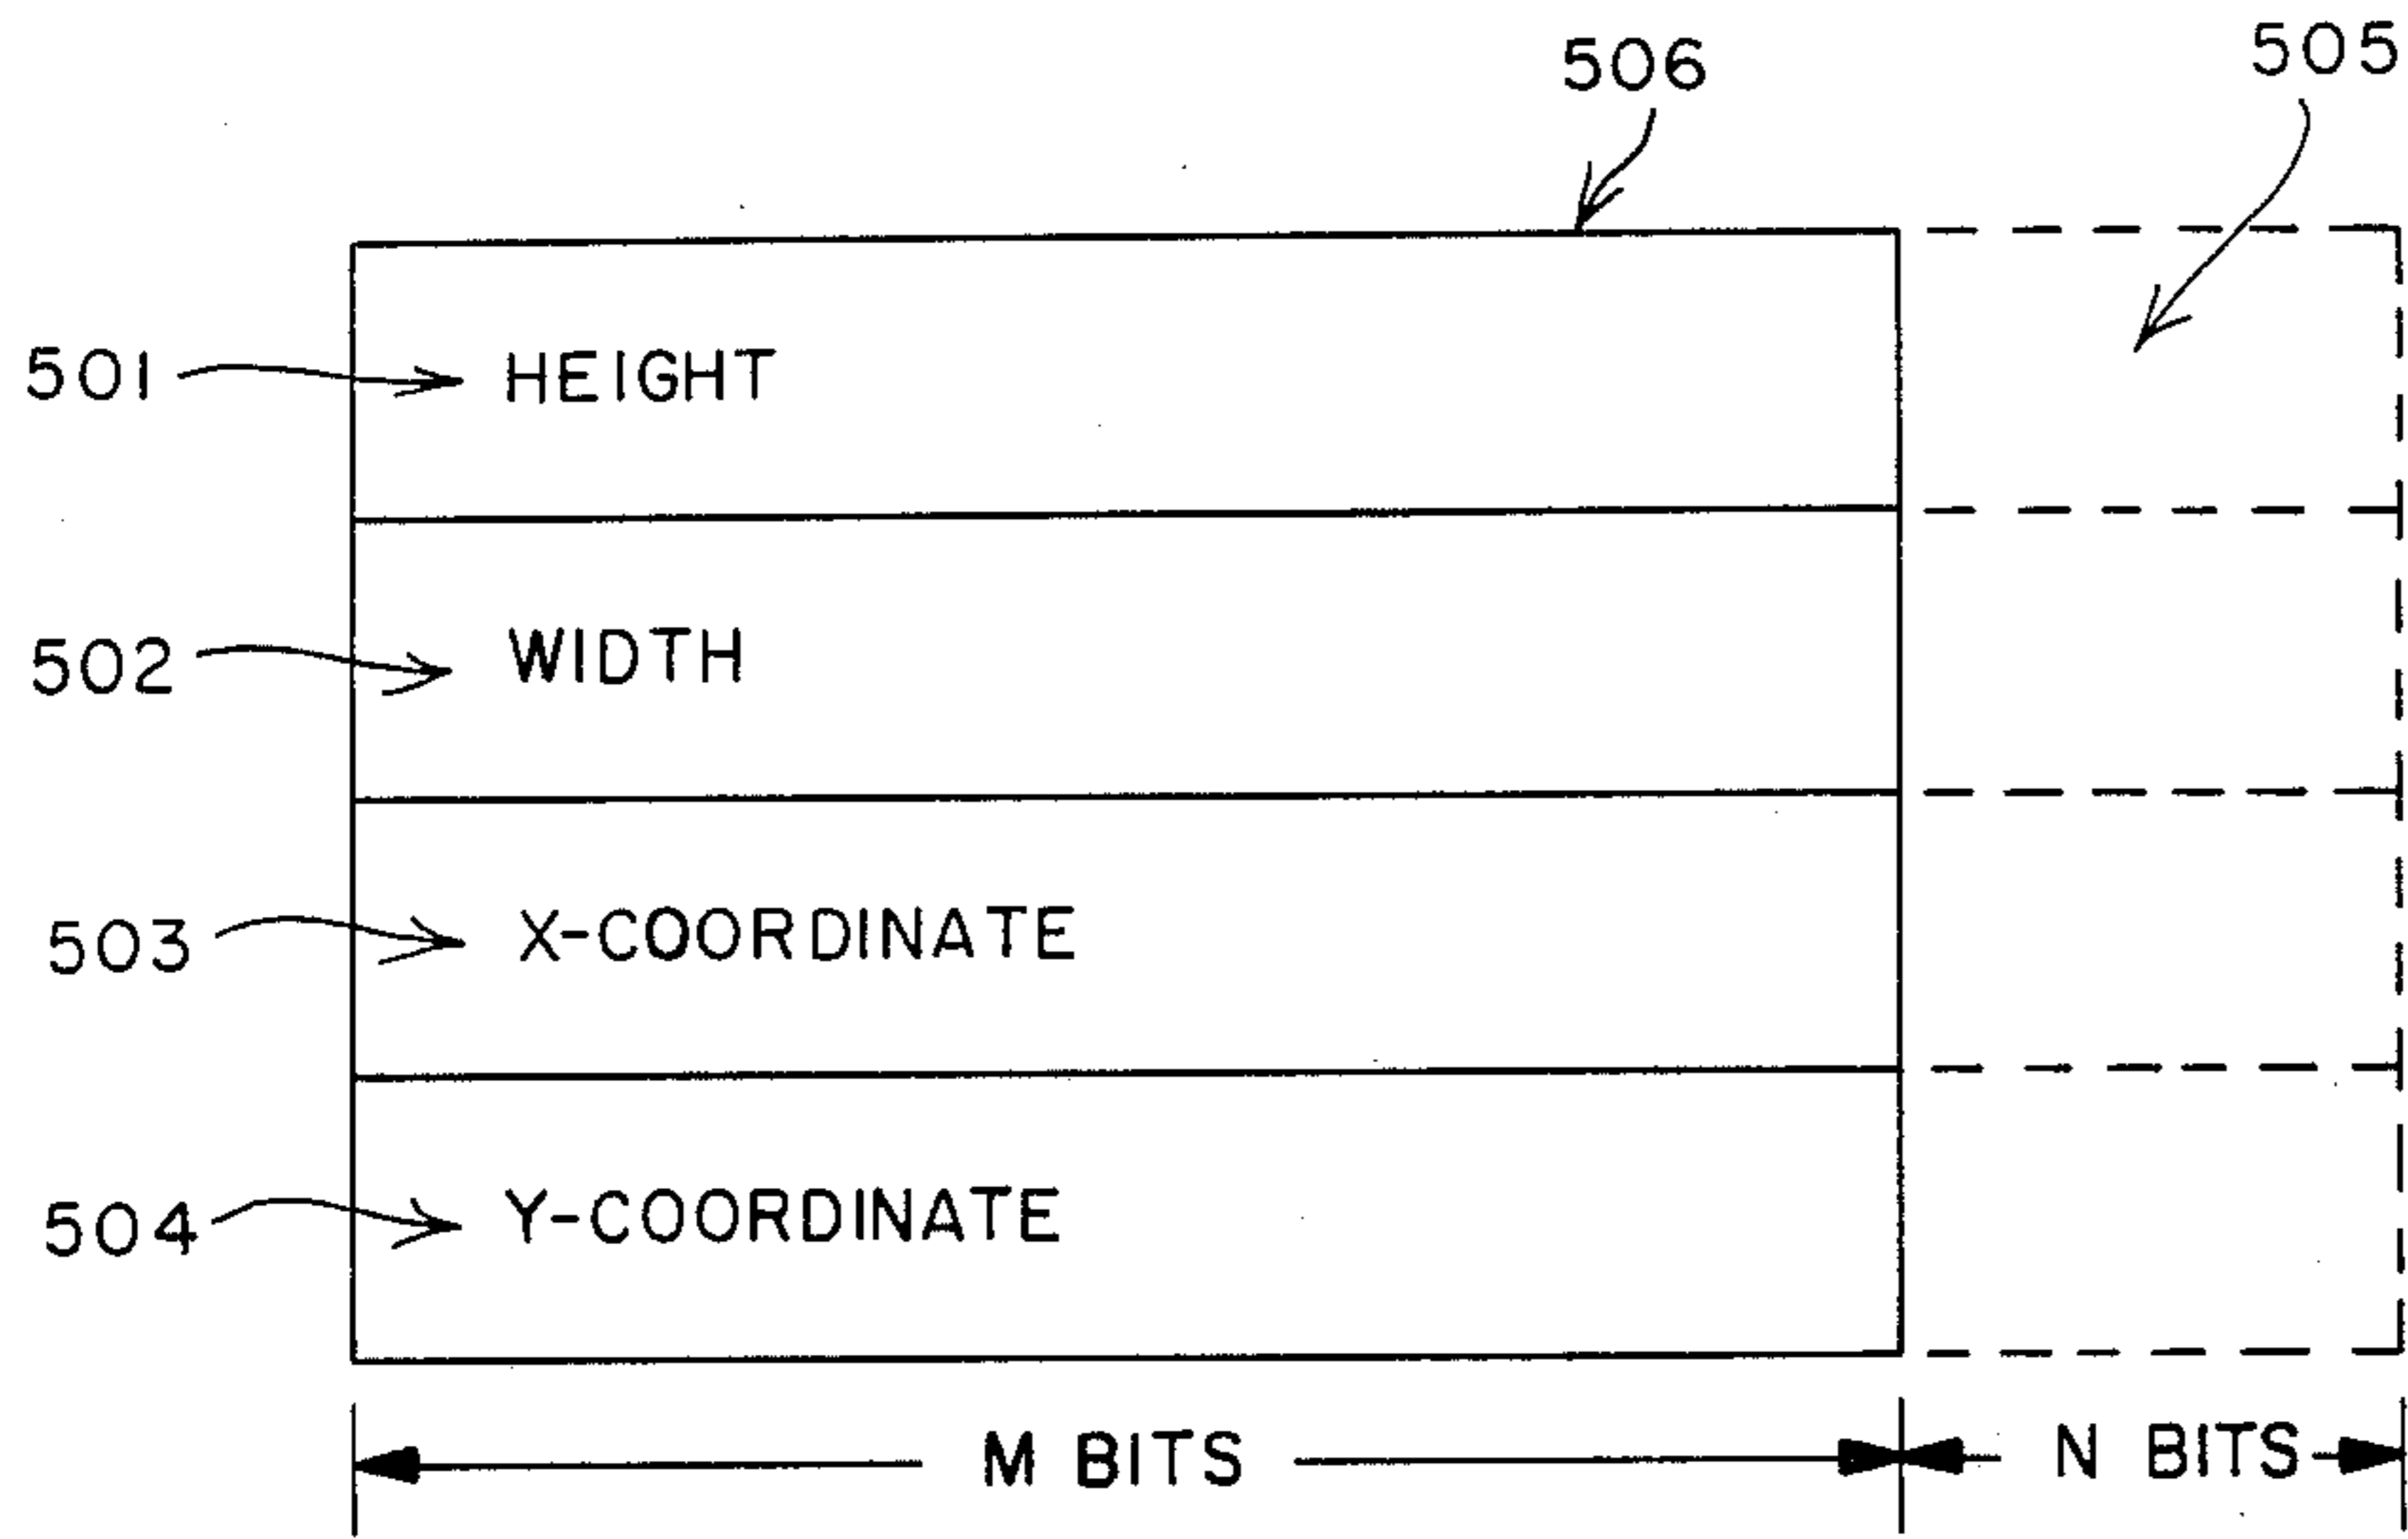 506
505
501 HEIGHT
502 WIDTH
503 X-COORDINATE
504 Y-COORDINATE
M BITS N BITS